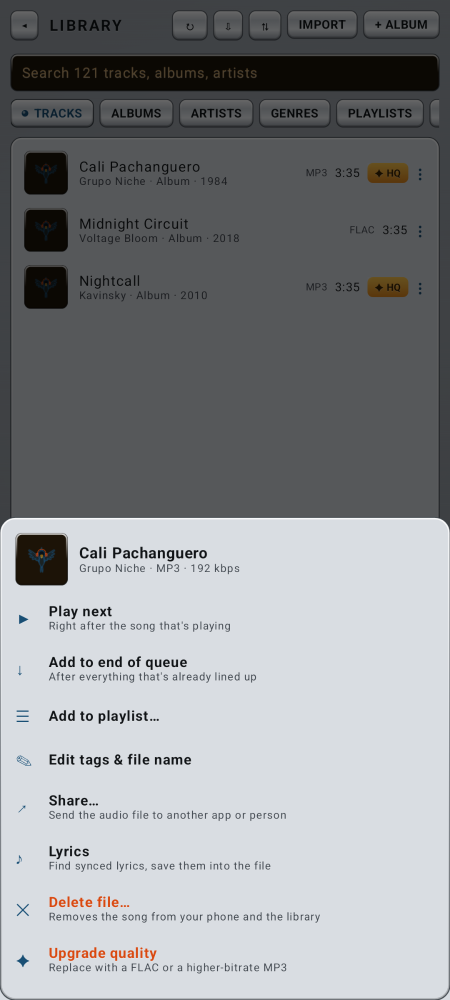 LIBRARY
IMPORT
+ ALBUM
Search 121 tracks, albums, artists
TRACKS
ALBUMS
ARTISTS
GENRES
PLAYLISTS
Cali Pachanguero
Grupo Niche · Album · 1984
MP3 3:35 ✦ HQ
Midnight Circuit
Voltage Bloom · Album · 2018
FLAC 3:35
Nightcall
Kavinsky · Album · 2010
MP3 3:35 ✦ HQ
Cali Pachanguero
Grupo Niche · MP3 · 192 kbps
Play next
Right after the song that's playing
Add to end of queue
After everything that's already lined up
Add to playlist…
Edit tags & file name
Share…
Send the audio file to another app or person
Lyrics
Find synced lyrics, save them into the file
Delete file…
Removes the song from your phone and the library
Upgrade quality
Replace with a FLAC or a higher-bitrate MP3